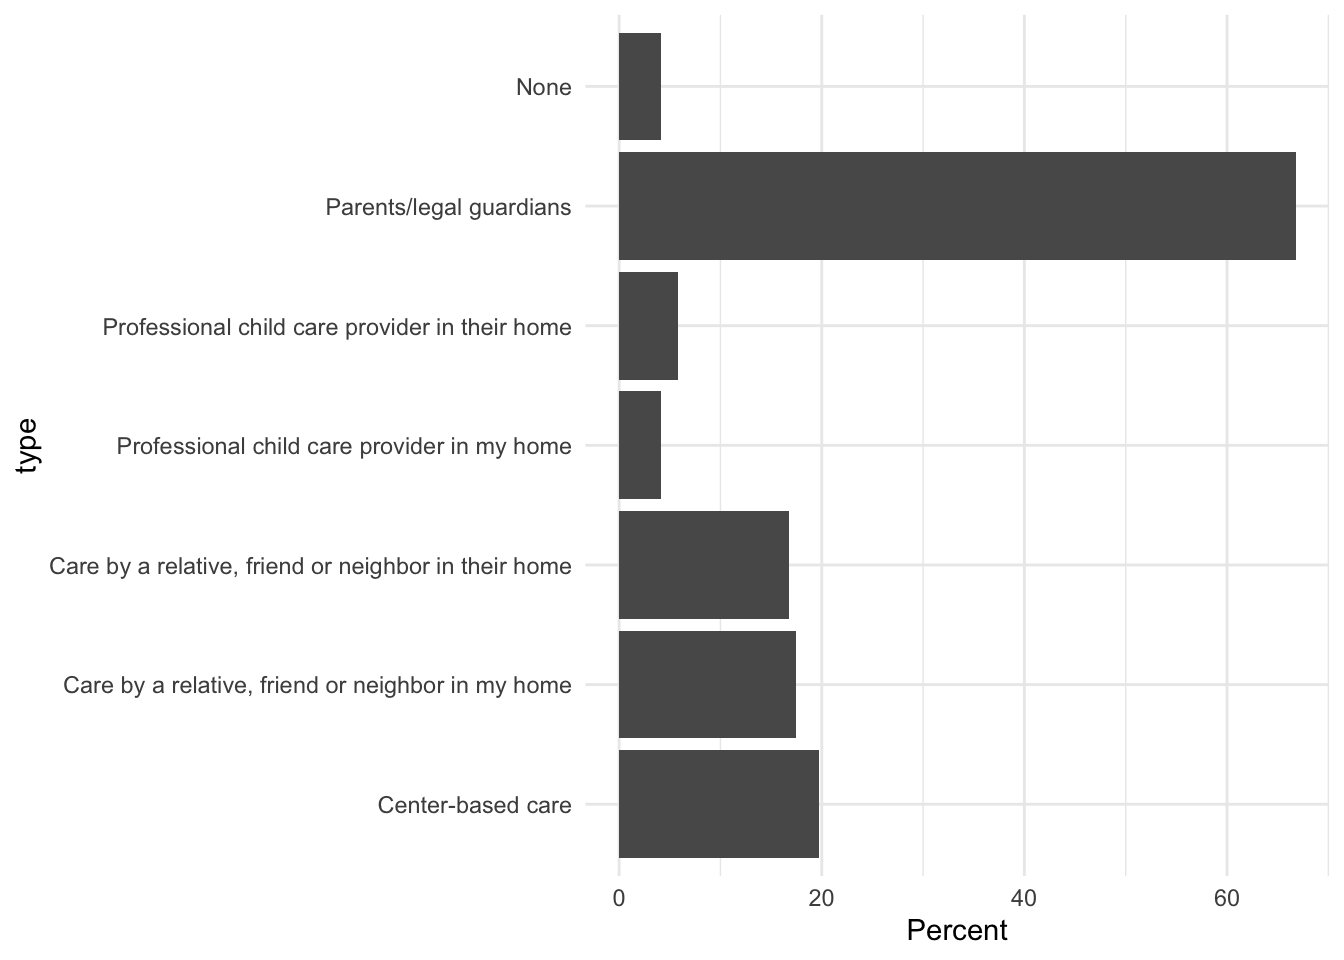 None
Parents/legal guardians
Professional child care provider in their home
Professional child care provider in my home
Care by a relative, friend or neighbor in their home
Care by a relative, friend or neighbor in my home
Center-based care
type
0 20 40 60
Percent